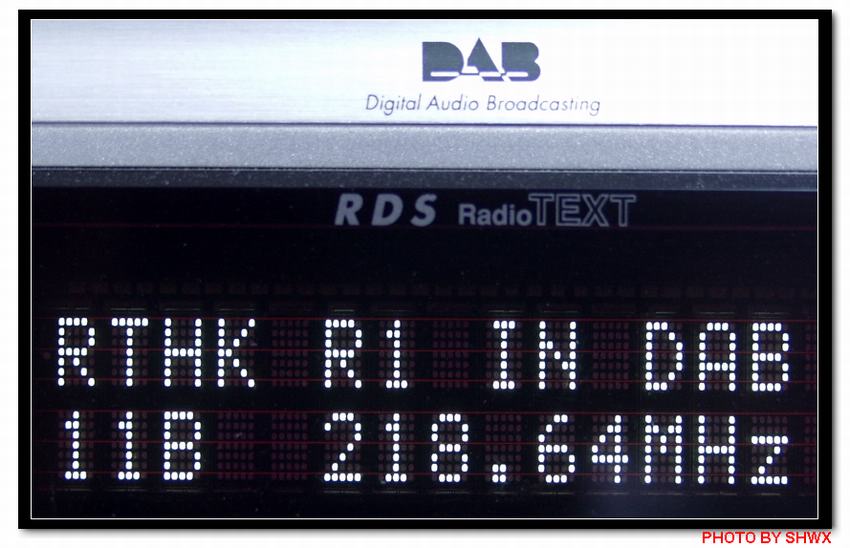 DAB
Digital Audio Broadcasting
RDS RadioTEXT
RTHK R1 IN DAB
11B 218.64MHz
PHOTO BY SHWX